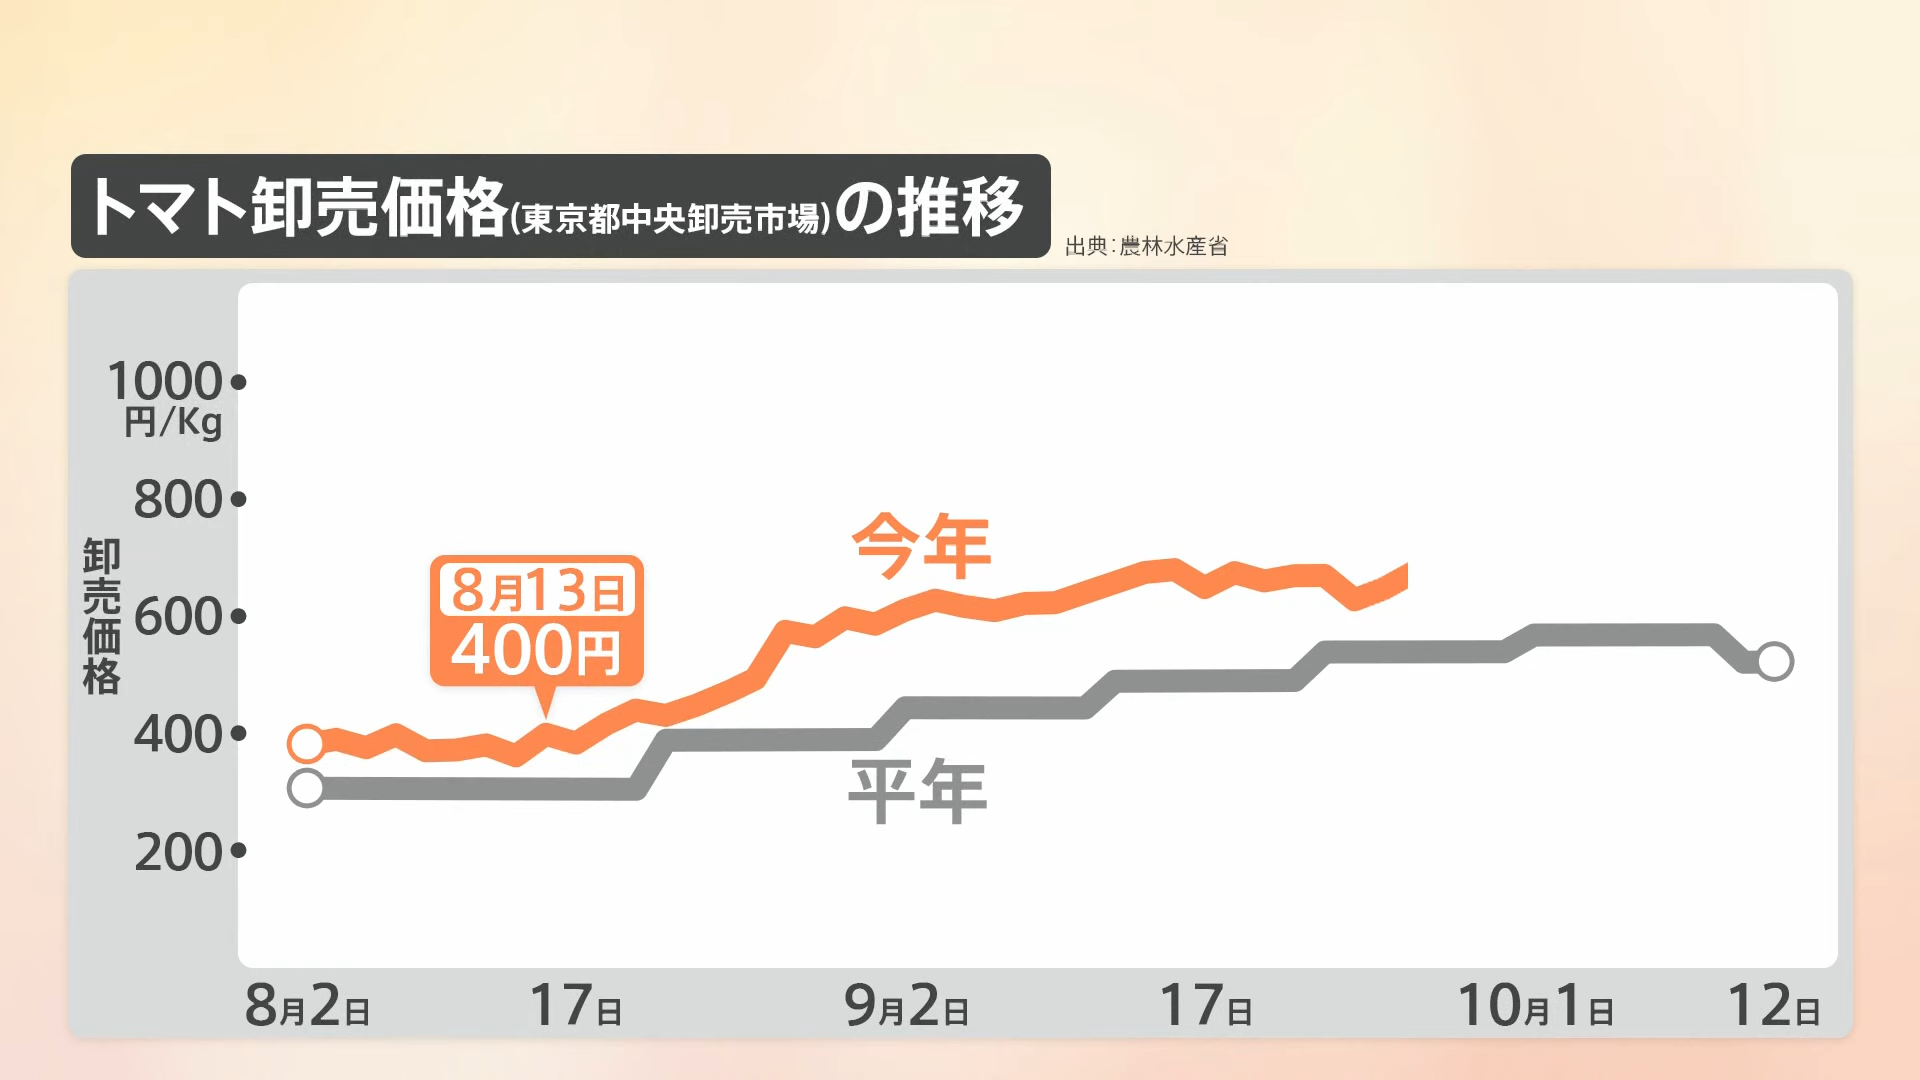 トマト卸売価格(東京都中央卸売市場)の推移
出典:農林水産省
1000
円/Kg
800
600
400
200
卸売価格
今年
8月13日
400円
平年
8月2日
17日
9月2日
17日
10月1日
12日